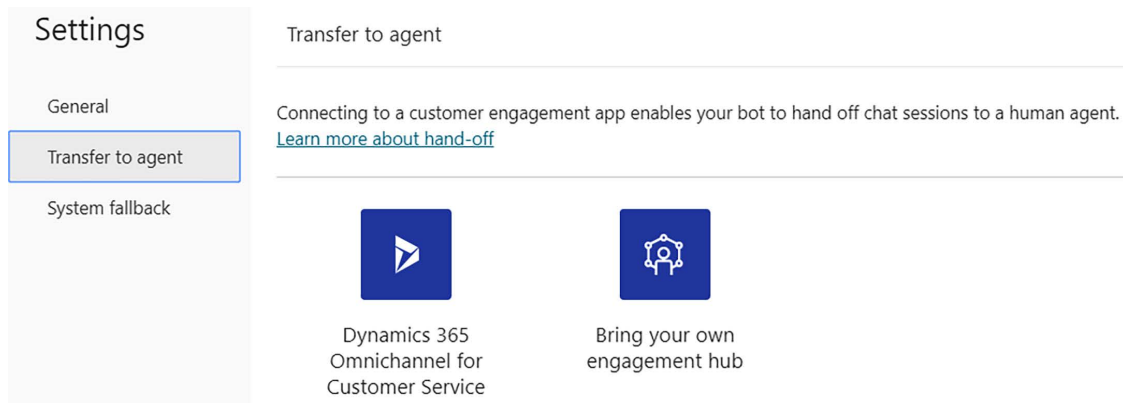 Settings
General
Transfer to agent
System fallback
Transfer to agent
Connecting to a customer engagement app enables your bot to hand off chat sessions to a human agent.
Learn more about hand-off
Dynamics 365
Omnichannel for
Customer Service
Bring your own
engagement hub